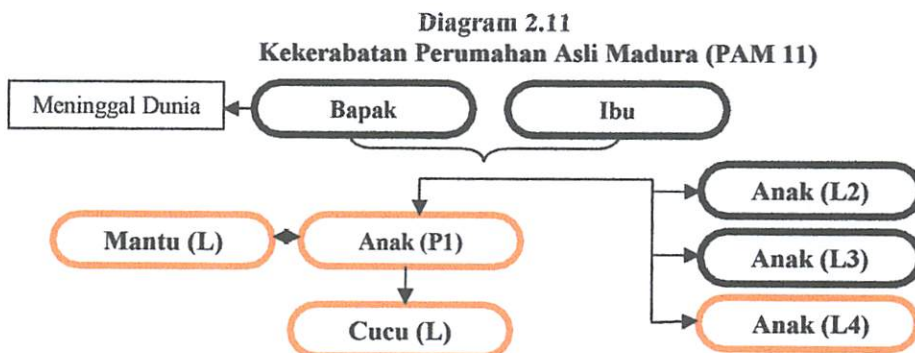 Diagram 2.11
Kekerabatan Perumahan Asli Madura (PAM 11)
Meninggal Dunia
Bapak
Ibu
Anak (L2)
Mantu (L)
Anak (P1)
Anak (L3)
Cucu (L)
Anak (L4)